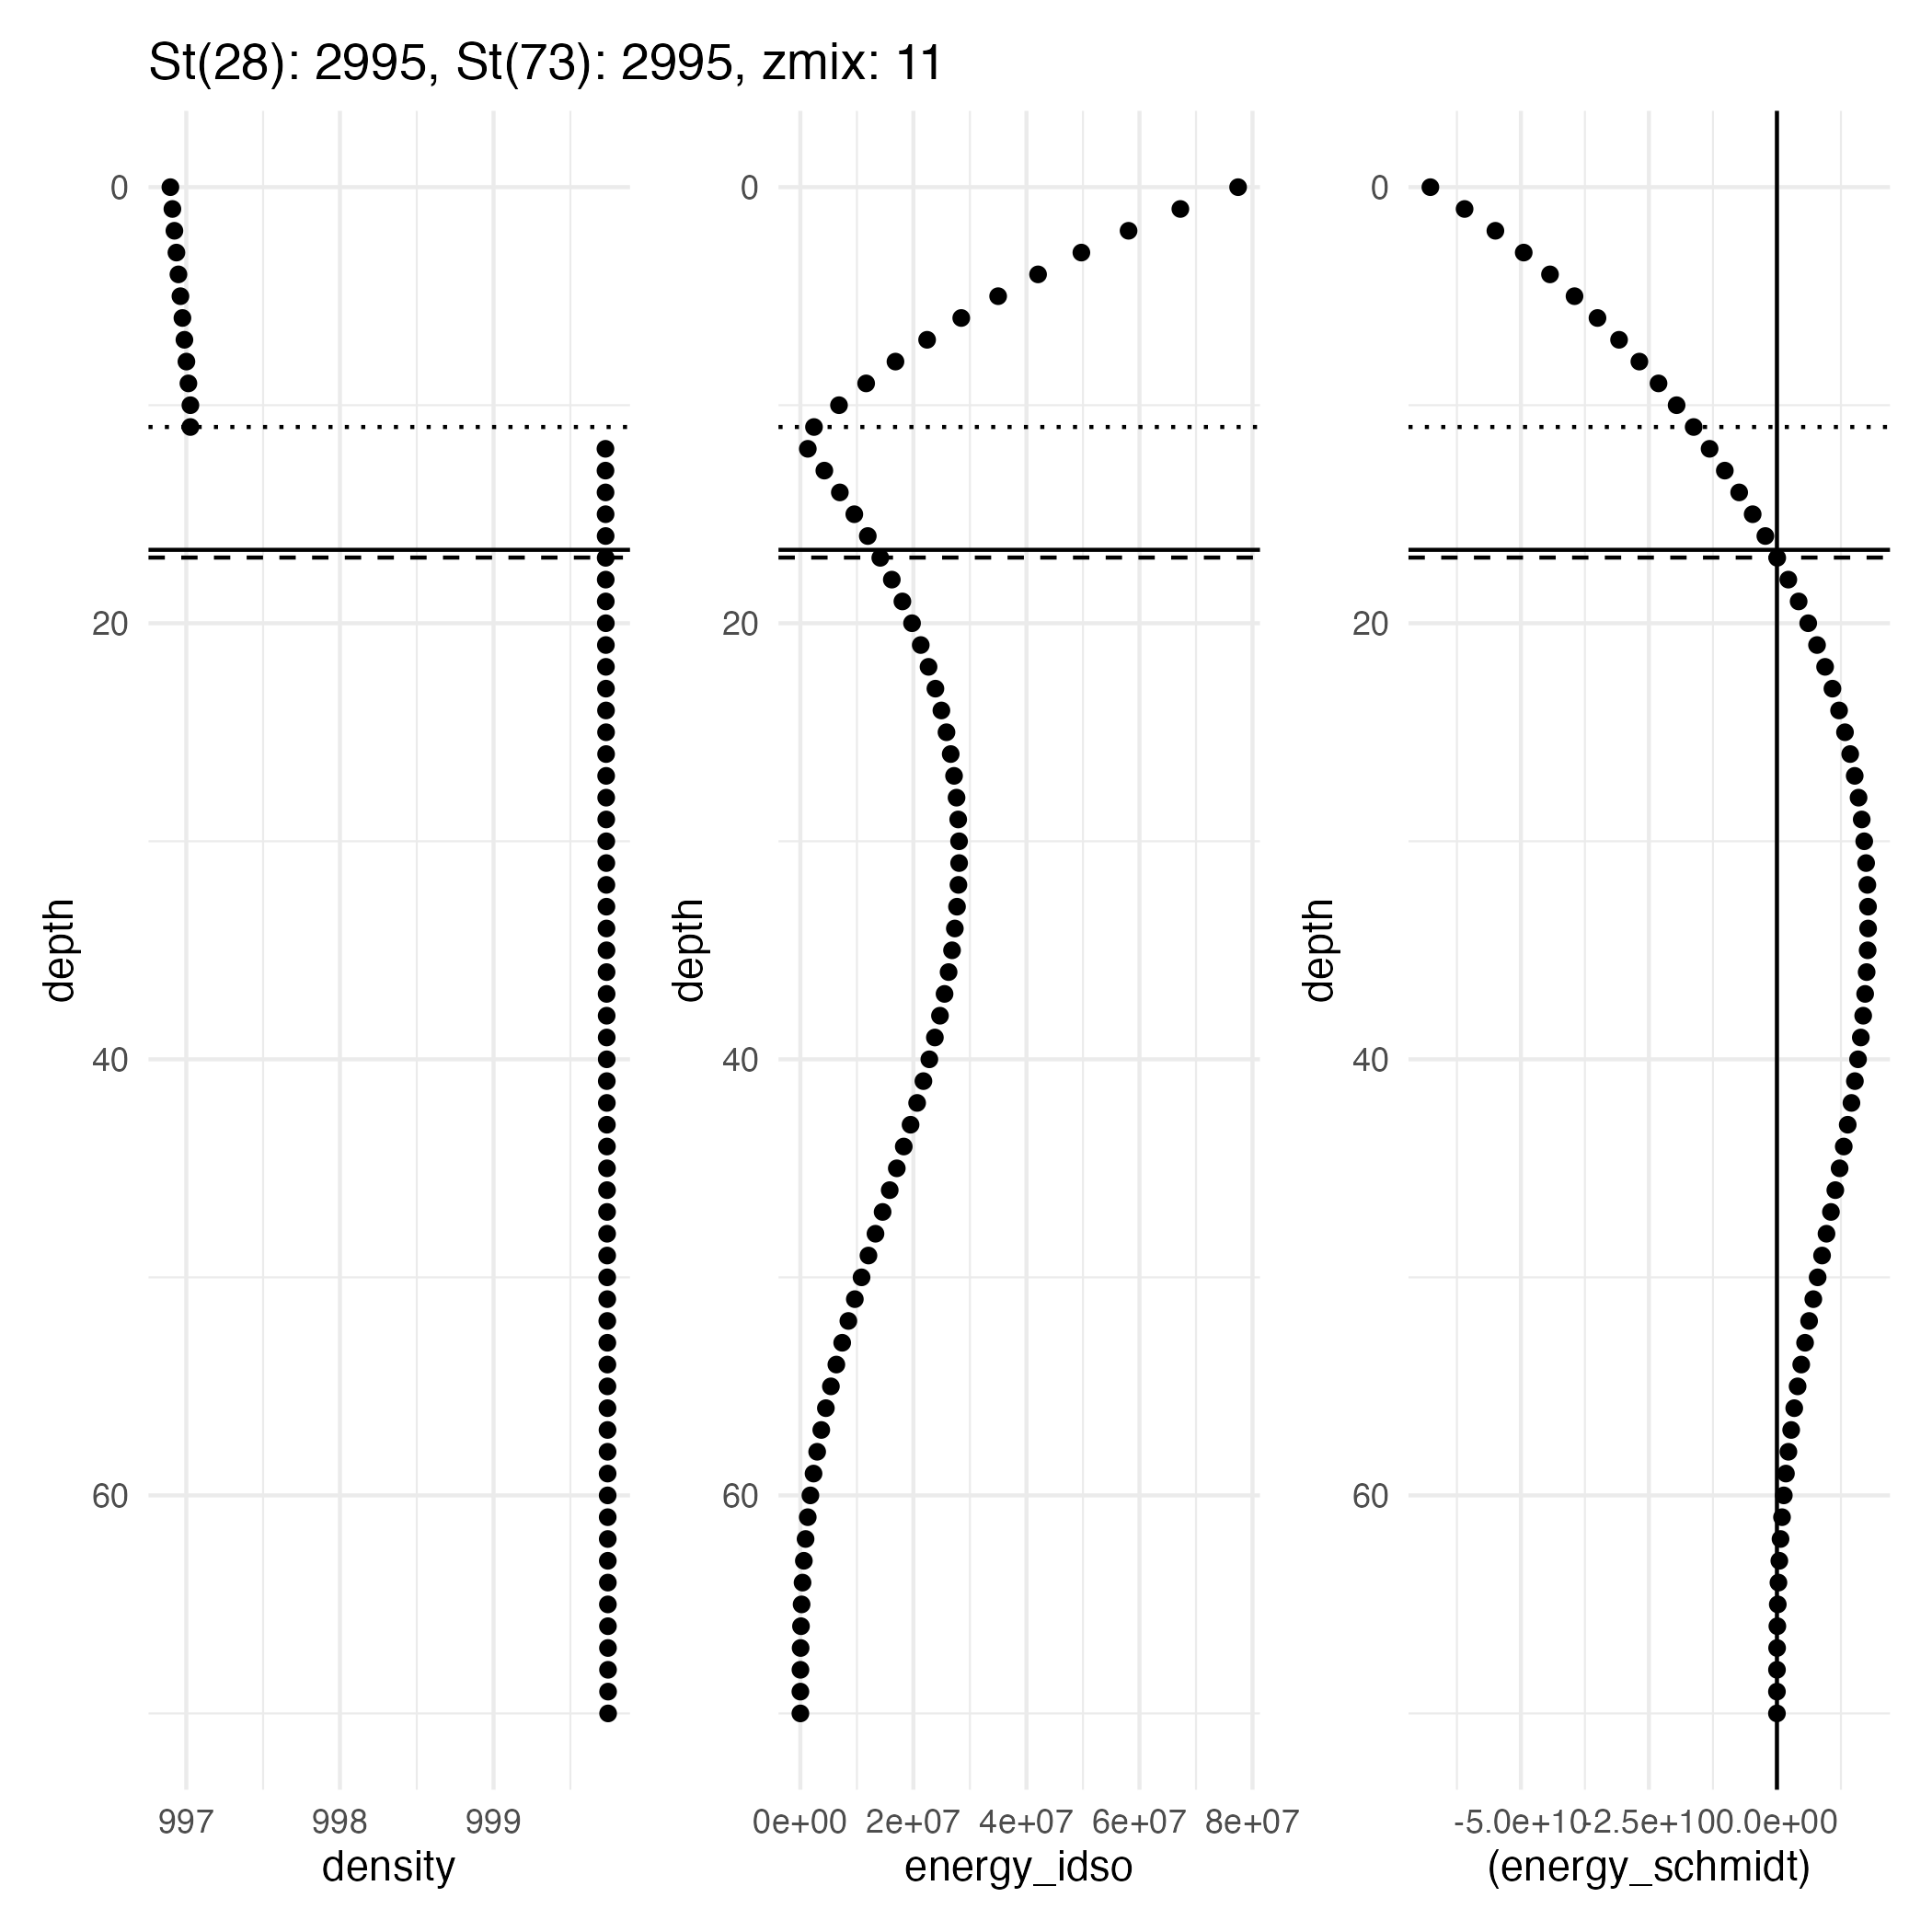 St(28): 2995, St(73): 2995, zmix: 11
0
20
40
60
depth
997 998 999
density
0
20
40
60
depth
0e+00 2e+07 4e+07 6e+07 8e+07
energy_idso
0
20
40
60
depth
-5.0e+10 -2.5e+10 0.0e+00
(energy_schmidt)